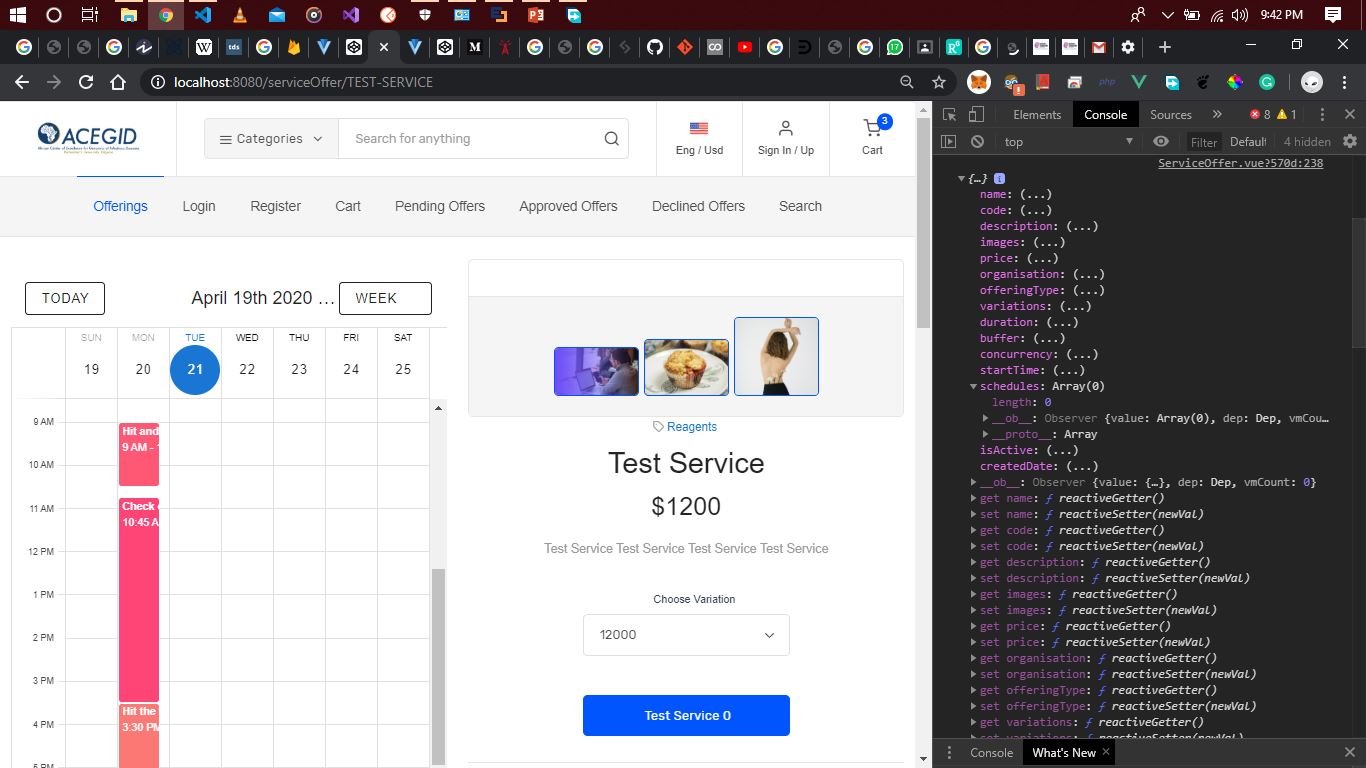 9:42 PM
localhost:8080/serviceOffer/TEST-SERVICE
ACEGID
Categories
Search for anything
Eng / Usd
Sign In / Up
3
Cart
Offerings Login Register Cart Pending Offers Approved Offers Declined Offers Search
TODAY
April 19th 2020 ...
WEEK
SUN MON TUE WED THU FRI SAT
19 20 21 22 23 24 25
9 AM
Hit and
9 AM -
10 AM
11 AM
Check
10:45 A
12 PM
1 PM
2 PM
3 PM
Hit the
3:30 PM
4 PM
5 PM
Reagents
Test Service
$1200
Test Service Test Service Test Service Test Service
Choose Variation
12000
Test Service 0
Elements Console Sources » 8 1
top Filter Default 4 hidden
ServiceOffer.vue?570d:238
{…}
name: (...)
code: (...)
description: (...)
images: (...)
price: (...)
organisation: (...)
offeringType: (...)
variations: (...)
duration: (...)
buffer: (...)
concurrency: (...)
startTime: (...)
schedules: Array(0)
length: 0
__ob__: Observer {value: Array(0), dep: Dep, vmCou…
__proto__: Array
isActive: (...)
createdDate: (...)
__ob__: Observer {value: {…}, dep: Dep, vmCount: 0}
get name: ƒ reactiveGetter()
set name: ƒ reactiveSetter(newVal)
get code: ƒ reactiveGetter()
set code: ƒ reactiveSetter(newVal)
get description: ƒ reactiveGetter()
set description: ƒ reactiveSetter(newVal)
get images: ƒ reactiveGetter()
set images: ƒ reactiveSetter(newVal)
get price: ƒ reactiveGetter()
set price: ƒ reactiveSetter(newVal)
get organisation: ƒ reactiveGetter()
set organisation: ƒ reactiveSetter(newVal)
get offeringType: ƒ reactiveGetter()
set offeringType: ƒ reactiveSetter(newVal)
get variations: ƒ reactiveGetter()
set variations: ƒ reactiveSetter(newVal)
Console What's New